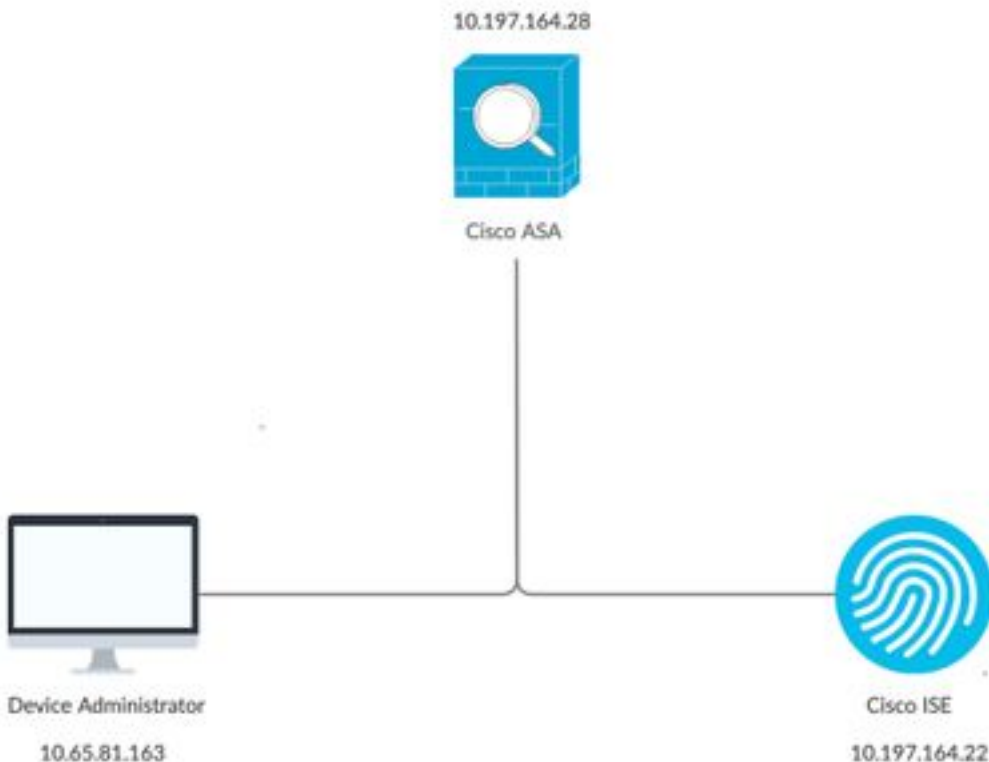 10.197.164.28
Cisco ASA
Device Administrator
10.65.81.163
Cisco ISE
10.197.164.22